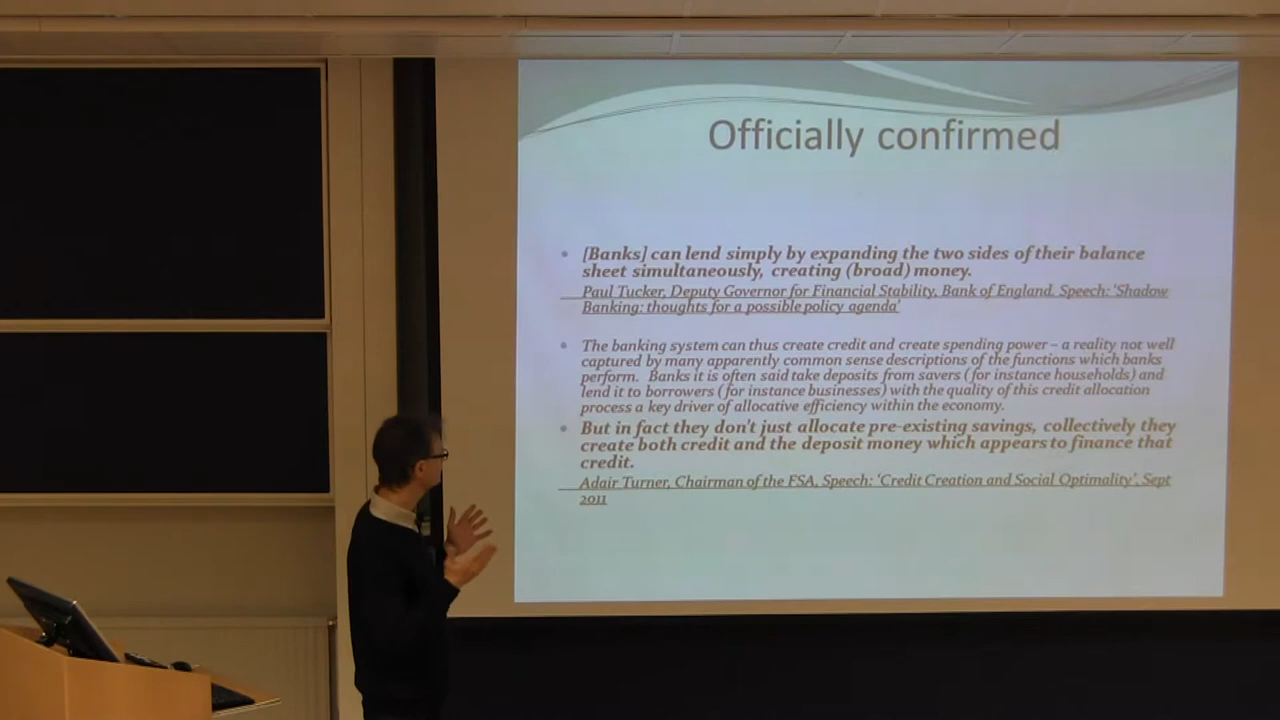 Officially confirmed
• [Banks] can lend simply by expanding the two sides of their balance
sheet simultaneously, creating (broad) money.
Paul Tucker, Deputy Governor for Financial Stability, Bank of England. Speech: 'Shadow
Banking: thoughts for a possible policy agenda'
• The banking system can thus create credit and create spending power – a reality not well
captured by many apparently common sense descriptions of the functions which banks
perform. Banks it is often said take deposits from savers (for instance households) and
lend it to borrowers (for instance businesses) with the quality of this credit allocation
process a key driver of allocative efficiency within the economy.
• But in fact they don't just allocate pre-existing savings, collectively they
create both credit and the deposit money which appears to finance that
credit.
Adair Turner, Chairman of the FSA, Speech: 'Credit Creation and Social Optimality', Sept
2011